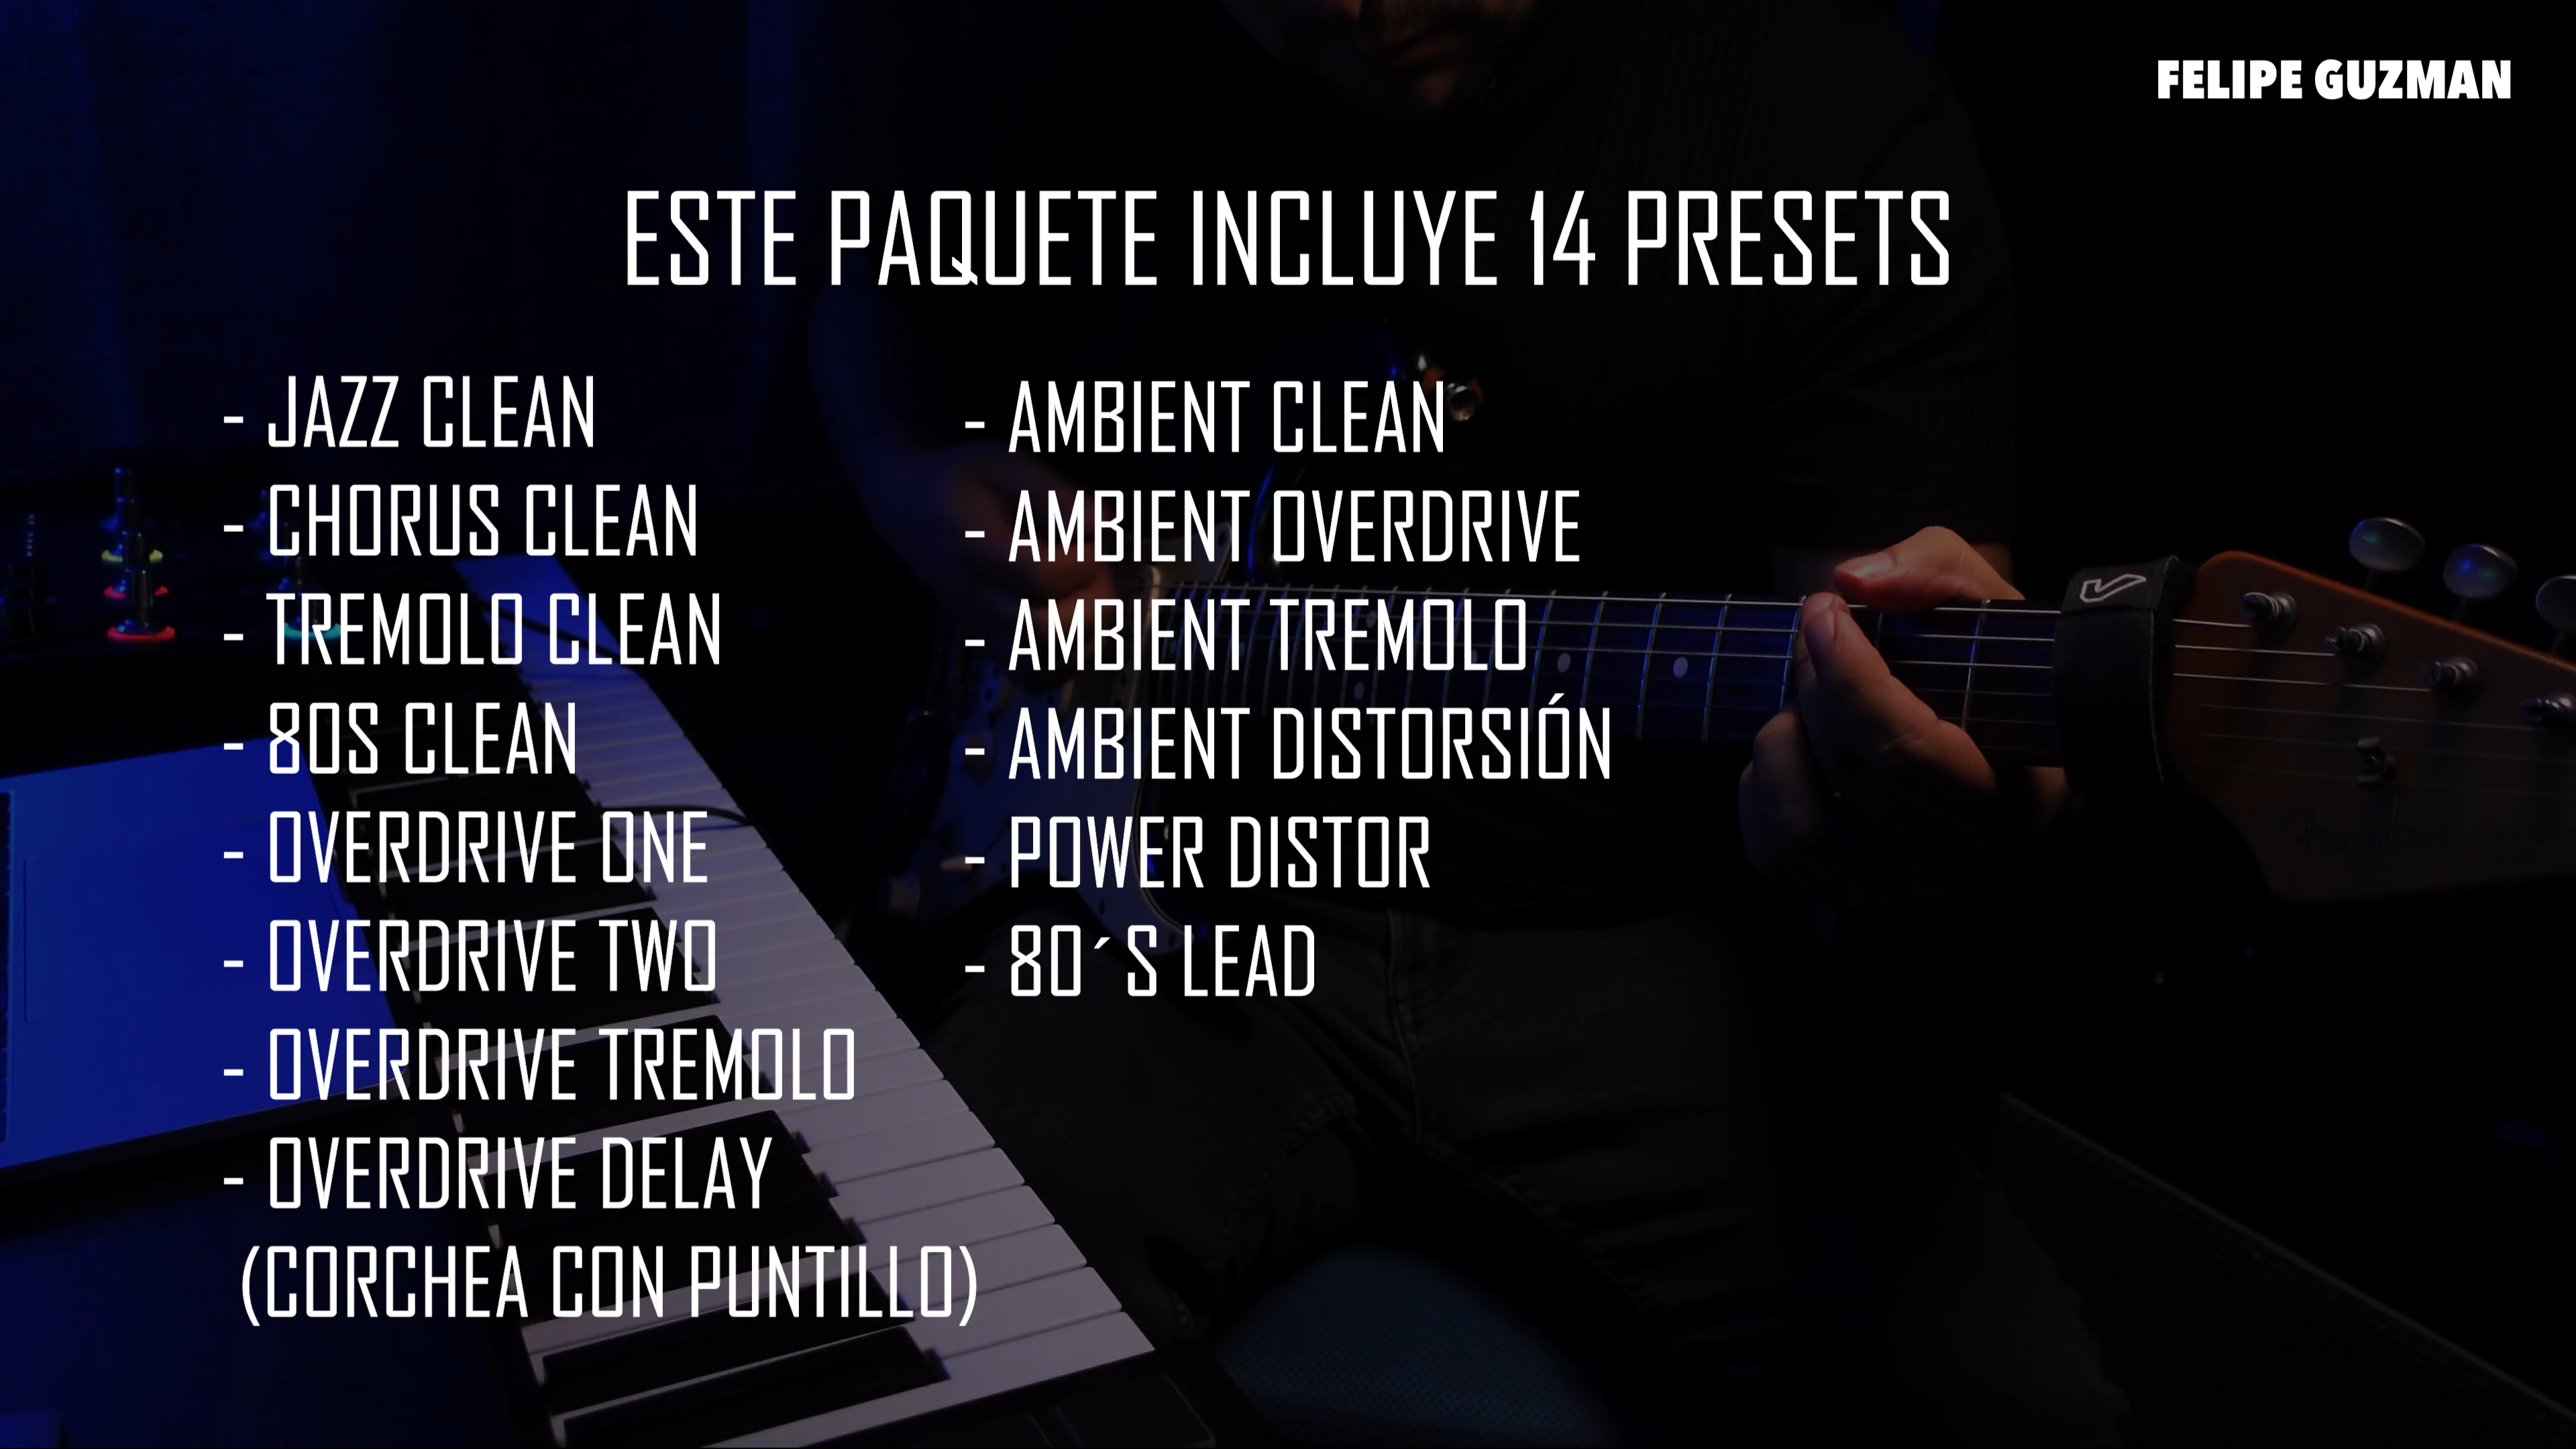 FELIPE GUZMAN
ESTE PAQUETE INCLUYE 14 PRESETS
- JAZZ CLEAN
- CHORUS CLEAN
- TREMOLO CLEAN
- 80S CLEAN
- OVERDRIVE ONE
- OVERDRIVE TWO
- OVERDRIVE TREMOLO
- OVERDRIVE DELAY
(CORCHEA CON PUNTILLO)
- AMBIENT CLEAN
- AMBIENT OVERDRIVE
- AMBIENT TREMOLO
- AMBIENT DISTORSIÓN
- POWER DISTOR
- 80´S LEAD